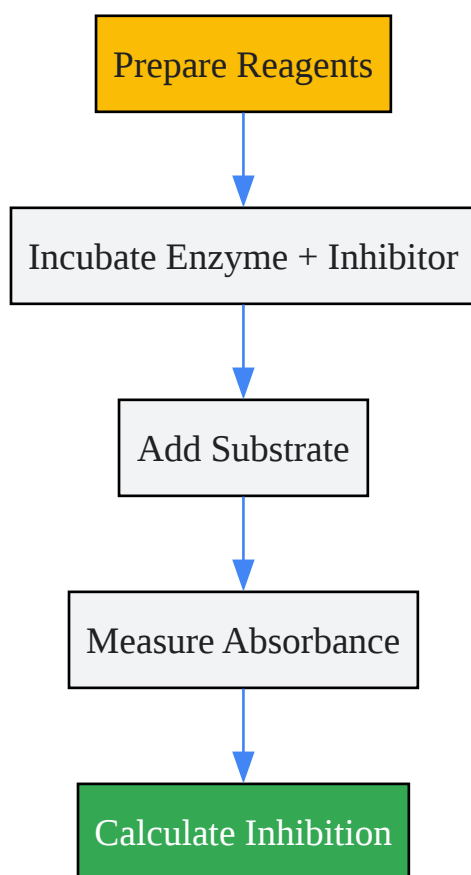 Prepare Reagents
Incubate Enzyme + Inhibitor
Add Substrate
Measure Absorbance
Calculate Inhibition